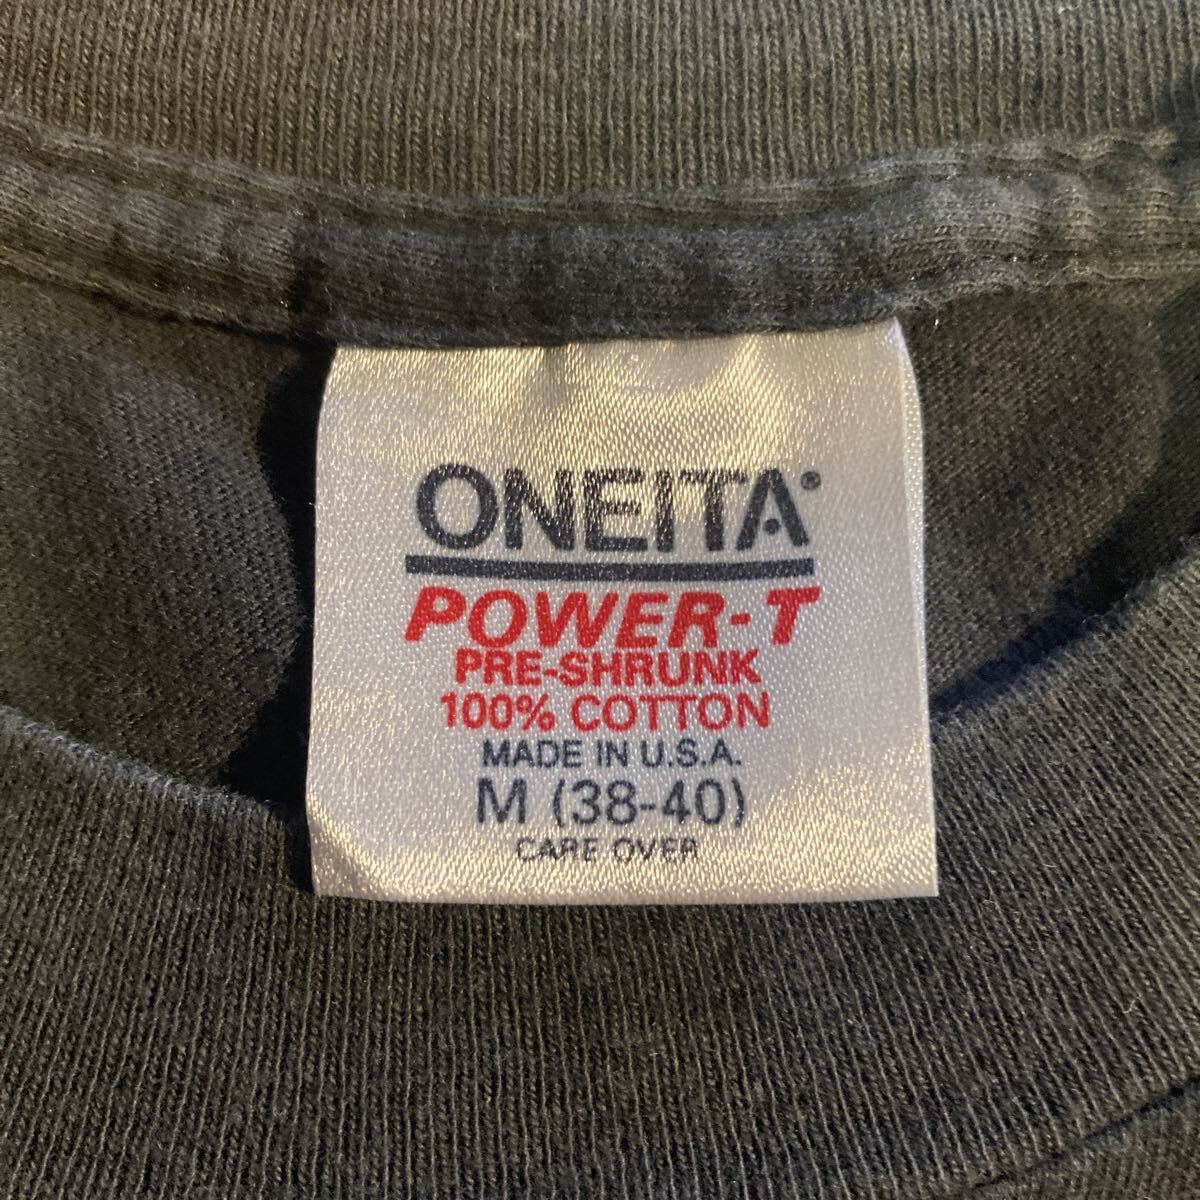 ONEITA®
POWER-T
PRE-SHRUNK
100% COTTON
MADE IN U.S.A.
M (38-40)
CARE OVER